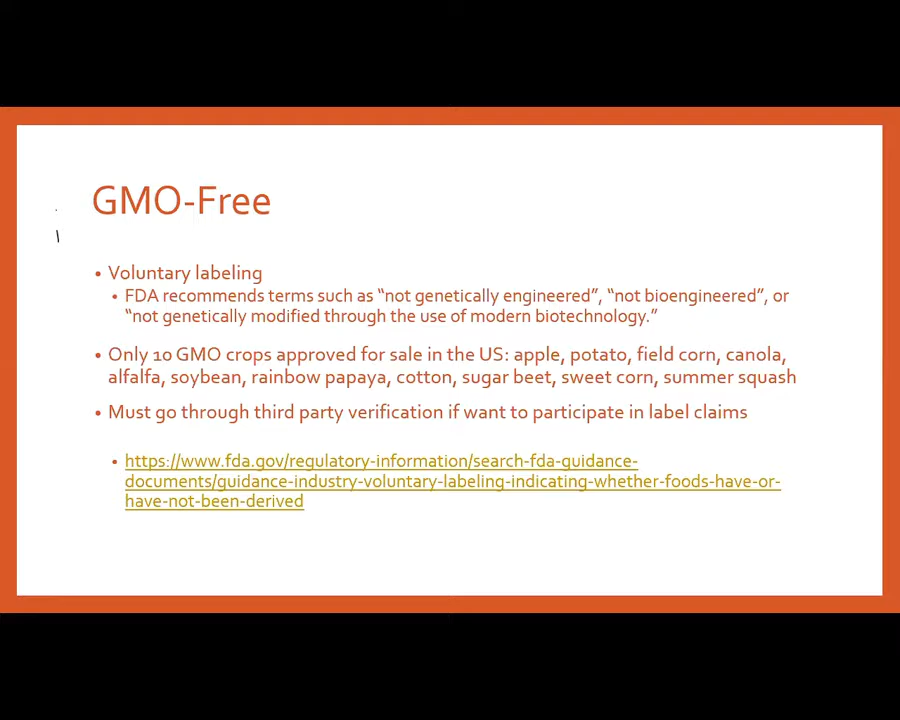 GMO-Free
• Voluntary labeling
• FDA recommends terms such as “not genetically engineered”, “not bioengineered”, or
“not genetically modified through the use of modern biotechnology.”
• Only 10 GMO crops approved for sale in the US: apple, potato, field corn, canola,
alfalfa, soybean, rainbow papaya, cotton, sugar beet, sweet corn, summer squash
• Must go through third party verification if want to participate in label claims
• https://www.fda.gov/regulatory-information/search-fda-guidance-
documents/guidance-industry-voluntary-labeling-indicating-whether-foods-have-or-
have-not-been-derived